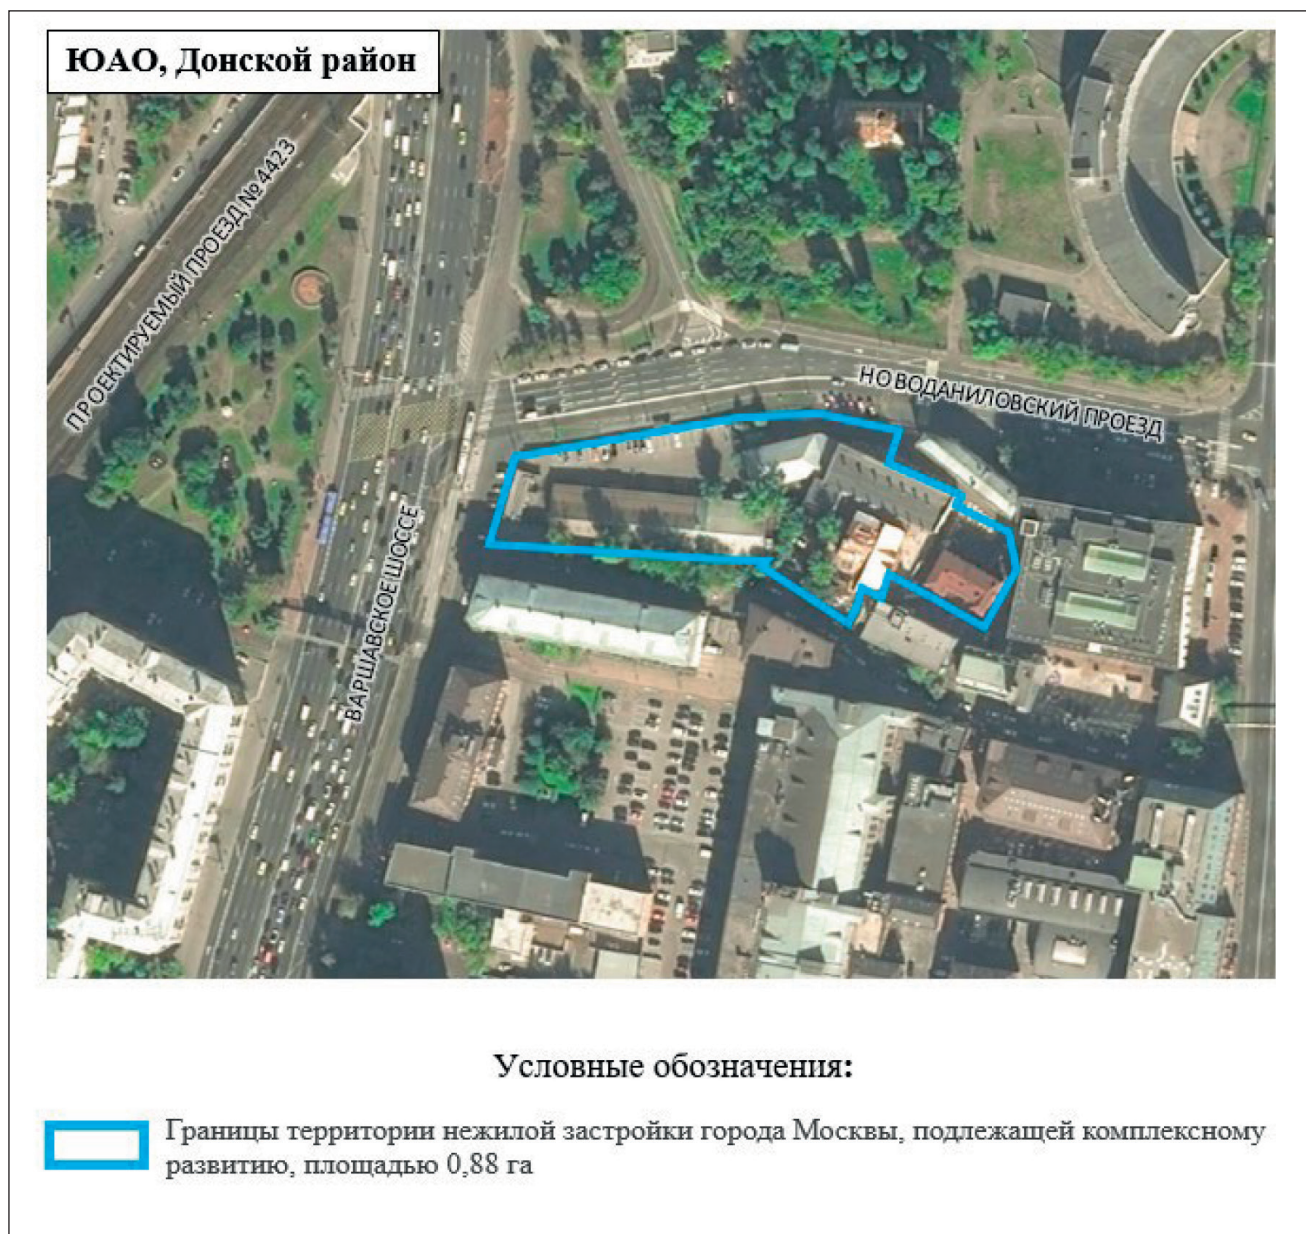 ЮАО, Донской район
ПРОЕКТИРУЕМЫЙ ПРОЕЗД № 4423
НОВОДАНИЛОВСКИЙ ПРОЕЗД
ВАРШАВСКОЕ ШОССЕ
Условные обозначения:
Границы территории нежилой застройки города Москвы, подлежащей комплексному
развитию, площадью 0,88 га